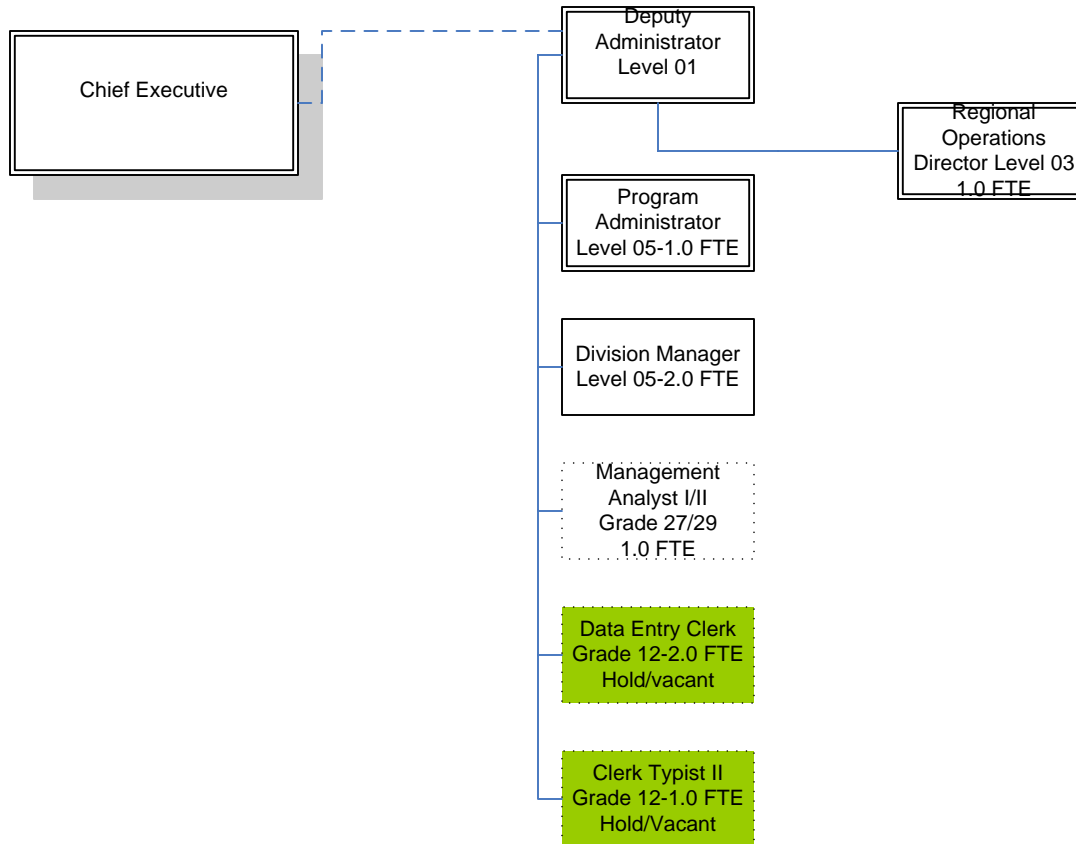 Chief Executive
Deputy
Administrator
Level 01
Regional
Operations
Director Level 03
1.0 FTE
Program
Administrator
Level 05-1.0 FTE
Division Manager
Level 05-2.0 FTE
Management
Analyst I/II
Grade 27/29
1.0 FTE
Data Entry Clerk
Grade 12-2.0 FTE
Hold/vacant
Clerk Typist II
Grade 12-1.0 FTE
Hold/Vacant